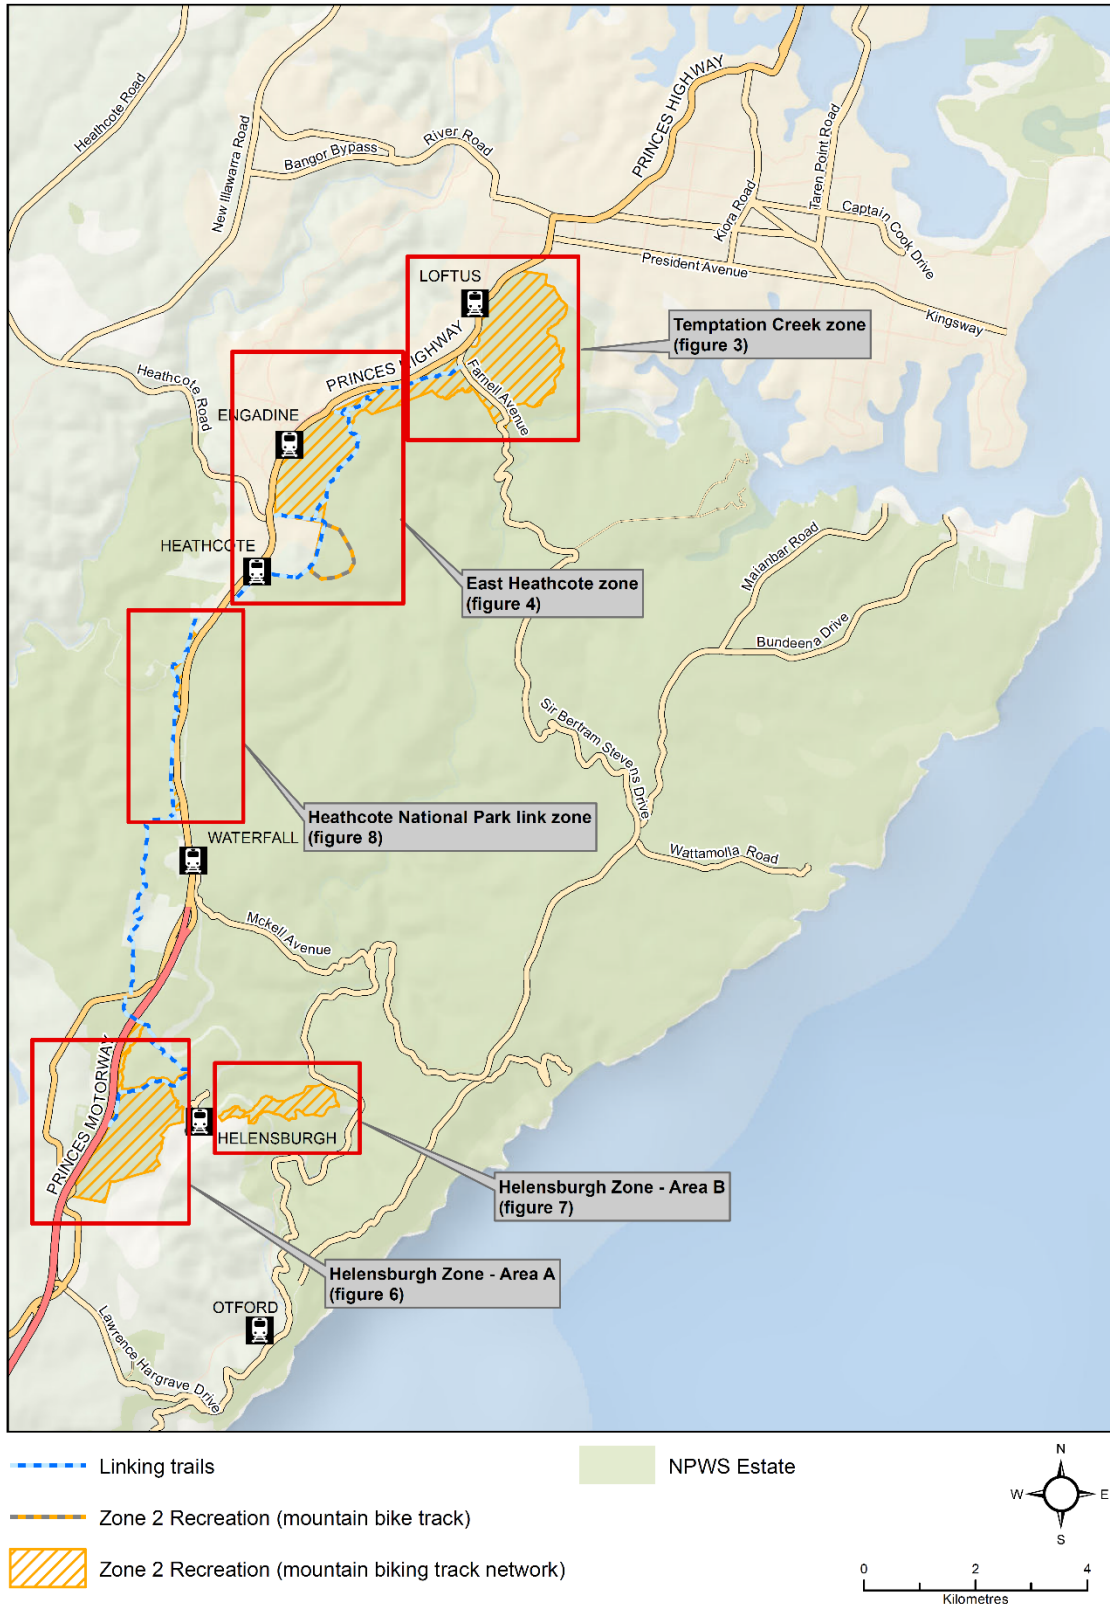 Heathcote Road
New Illawarra Road
Bangor Bypass
River Road
PRINCES HIGHWAY
Kiora Road
Taren Point Road
Captain Cook Drive
President Avenue
Kingsway
LOFTUS
Temptation Creek zone
(figure 3)
PRINCES HIGHWAY
Farnell Avenue
Heathcote Road
ENGADINE
HEATHCOTE
East Heathcote zone
(figure 4)
Maianbar Road
Bundeena Drive
Sir Bertram Stevens Drive
Heathcote National Park link zone
(figure 8)
WATERFALL
Wattamolla Road
Mckell Avenue
PRINCES MOTORWAY
HELENSBURGH
Helensburgh Zone - Area B
(figure 7)
Helensburgh Zone - Area A
(figure 6)
OTFORD
Lawrence Hargrave Drive
Linking trails
NPWS Estate
Zone 2 Recreation (mountain bike track)
Zone 2 Recreation (mountain biking track network)
N
W
E
S
0 2 4
Kilometres